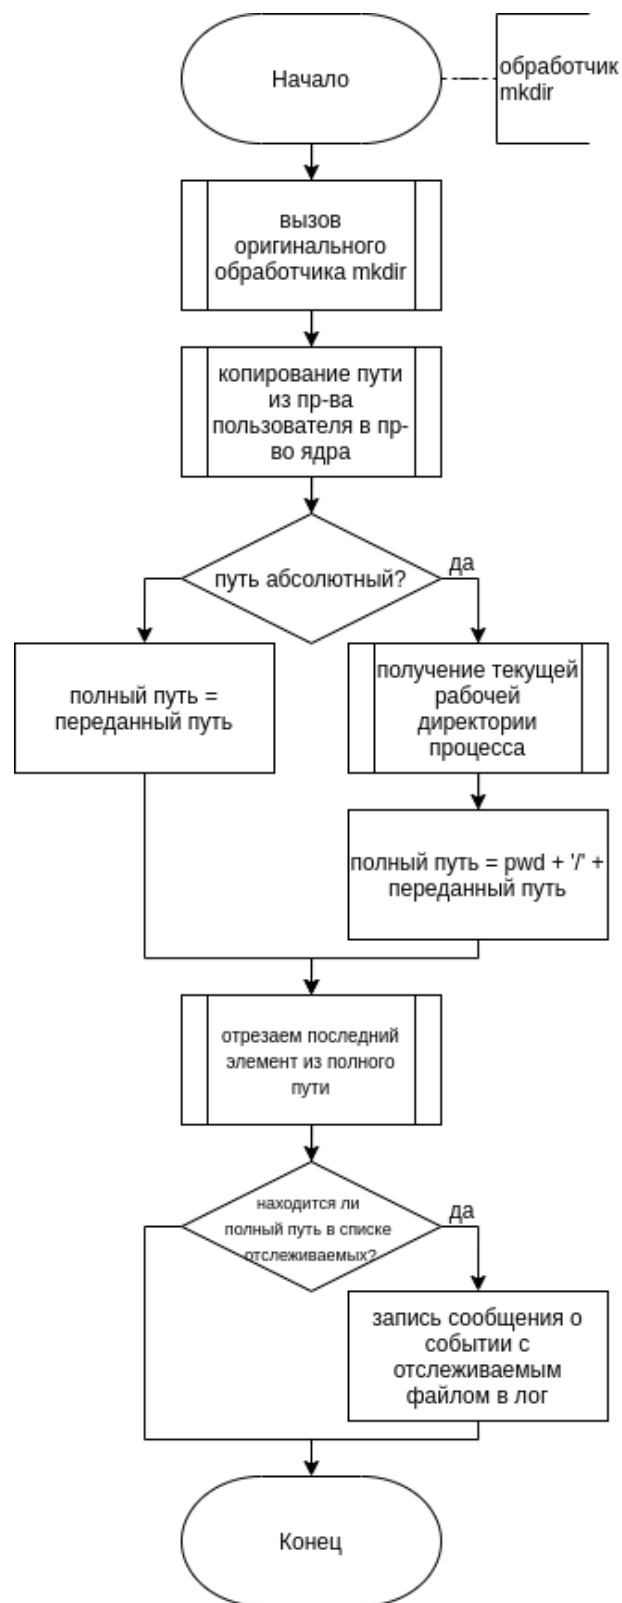 Начало
обработчик
mkdir
вызов
оригинального
обработчика mkdir
копирование пути
из пр-ва
пользователя в пр-
во ядра
путь абсолютный?
да
полный путь =
переданный путь
получение текущей
рабочей
директории
процесса
полный путь = pwd + '/' +
переданный путь
отрезаем последний
элемент из полного
пути
находится ли
полный путь в списке
отслеживаемых?
да
запись сообщения о
событии с
отслеживаемым
файлом в лог
Конец